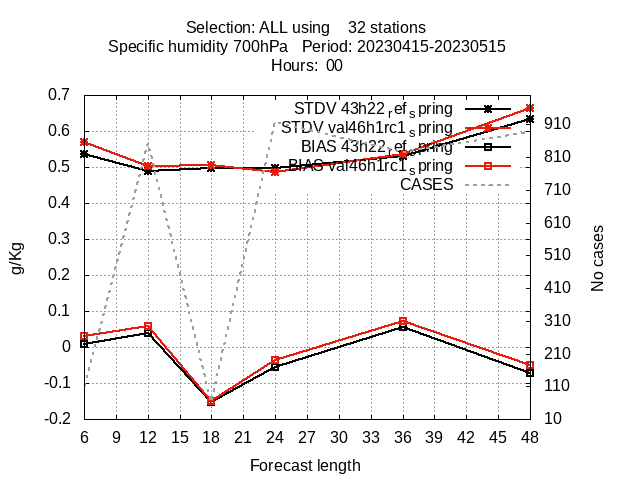 Selection: ALL using 32 stations
Specific humidity 700hPa Period: 20230415-20230515
Hours: 00
STDV 43h22_ref_spring
STDV val46h1rc1_spring
BIAS 43h22_ref_spring
BIAS val46h1rc1_spring
CASES
0.7
0.6
0.5
0.4
0.3
0.2
0.1
0
-0.1
-0.2
g/Kg
910
810
710
610
510
410
310
210
110
10
No cases
6 9 12 15 18 21 24 27 30 33 36 39 42 45 48
Forecast length